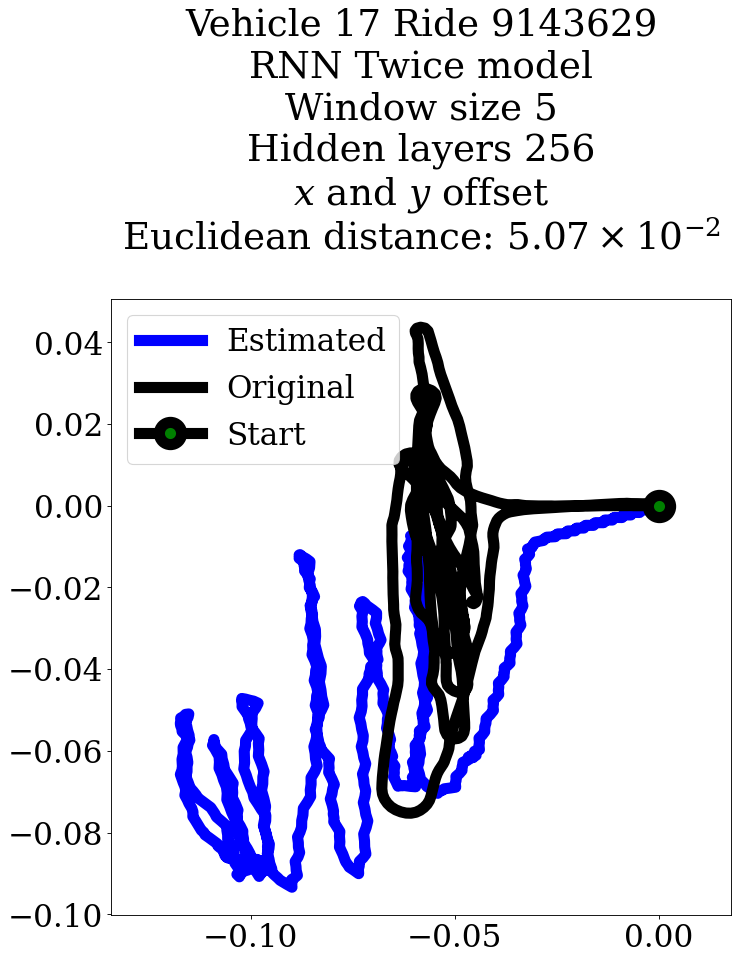 Vehicle 17 Ride 9143629
RNN Twice model
Window size 5
Hidden layers 256
x and y offset
Euclidean distance: 5.07 × 10⁻²
Estimated
Original
Start
0.04
0.02
0.00
−0.02
−0.04
−0.06
−0.08
−0.10
−0.10 −0.05 0.00